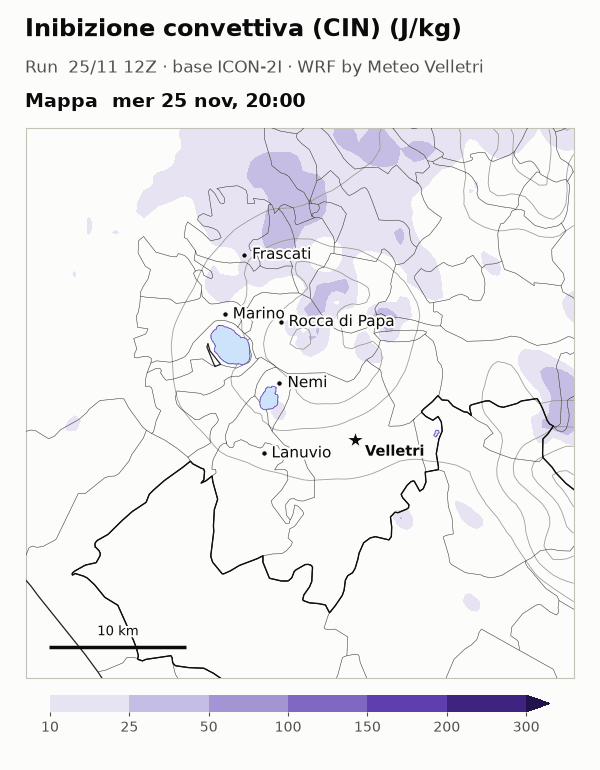 Inibizione convettiva (CIN) (J/kg)
Run  25/11 12Z · base ICON-2I · WRF by Meteo Velletri
Mappa  mer 25 nov, 20:00
Frascati
Marino
Rocca di Papa
Nemi
Velletri
Lanuvio
10 km
10 25 50 100 150 200 300